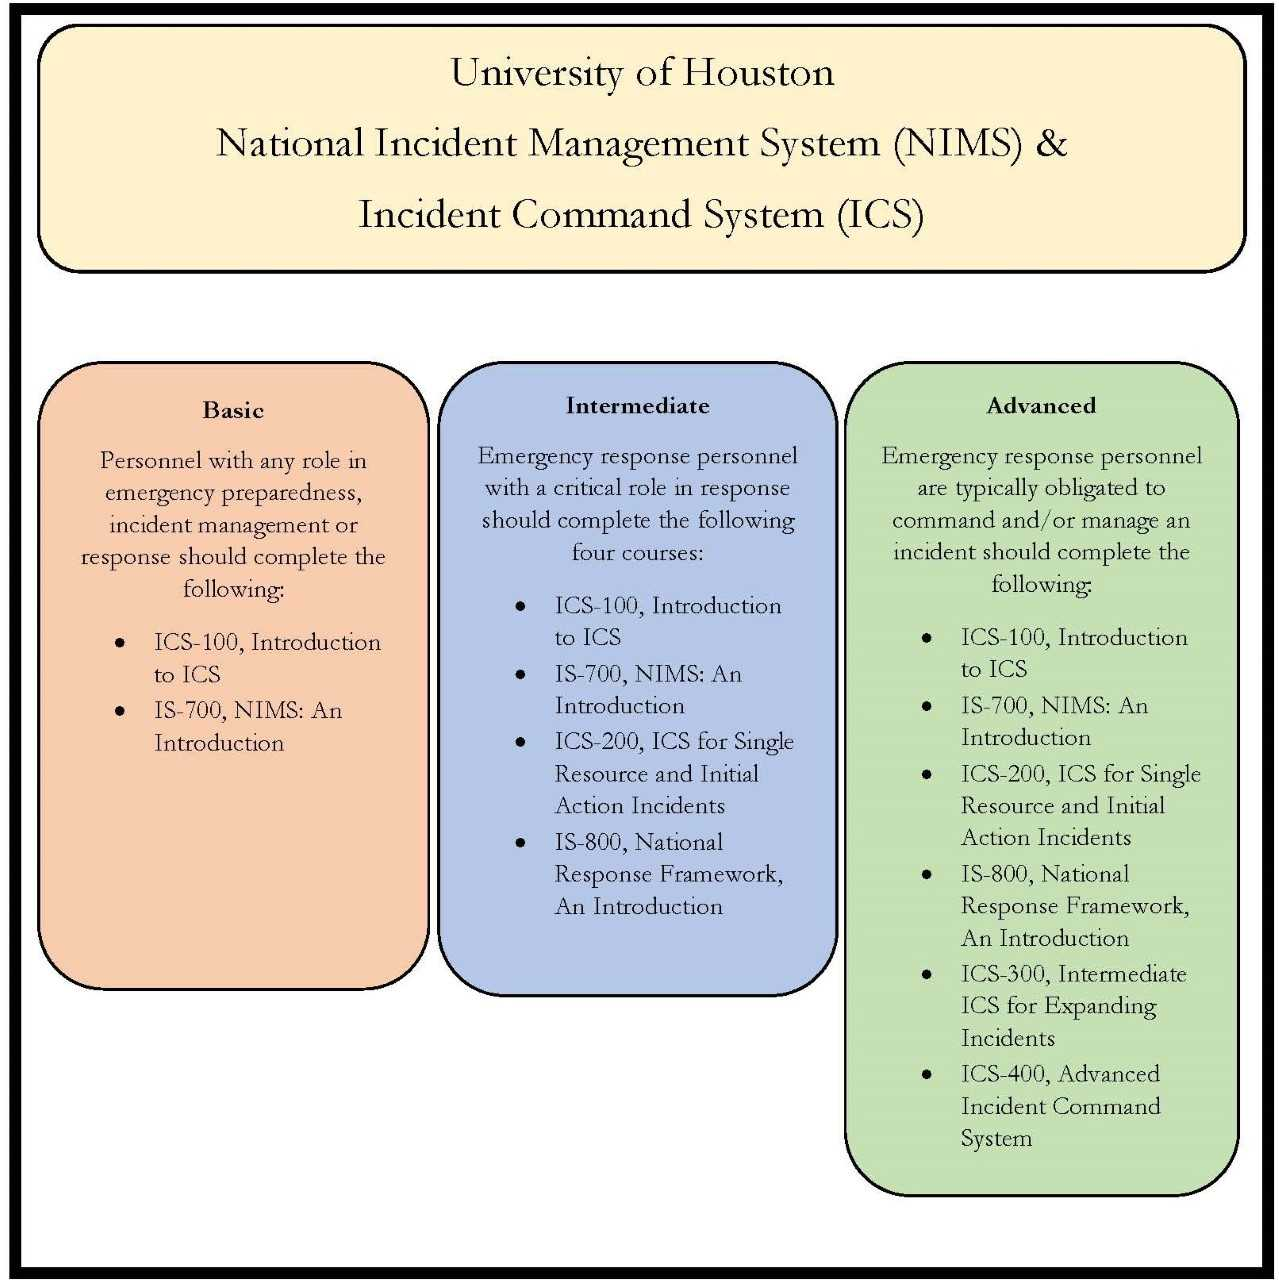 University of Houston
National Incident Management System (NIMS) &
Incident Command System (ICS)
Basic
Personnel with any role in
emergency preparedness,
incident management or
response should complete the
following:
• ICS-100, Introduction
to ICS
• IS-700, NIMS: An
Introduction
Intermediate
Emergency response personnel
with a critical role in response
should complete the following
four courses:
• ICS-100, Introduction
to ICS
• IS-700, NIMS: An
Introduction
• ICS-200, ICS for Single
Resource and Initial
Action Incidents
• IS-800, National
Response Framework,
An Introduction
Advanced
Emergency response personnel
are typically obligated to
command and/or manage an
incident should complete the
following:
• ICS-100, Introduction
to ICS
• IS-700, NIMS: An
Introduction
• ICS-200, ICS for Single
Resource and Initial
Action Incidents
• IS-800, National
Response Framework,
An Introduction
• ICS-300, Intermediate
ICS for Expanding
Incidents
• ICS-400, Advanced
Incident Command
System